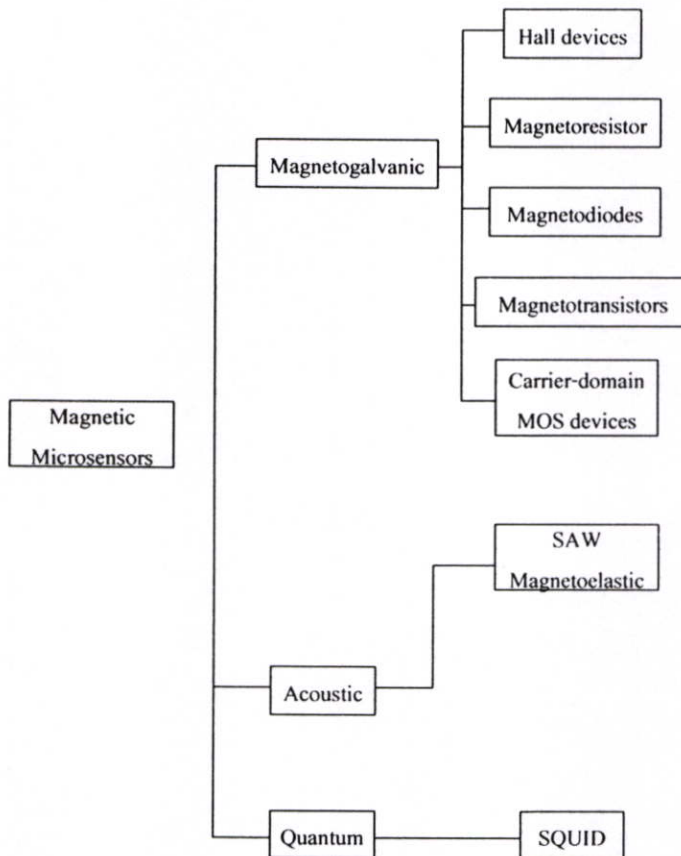 Hall devices
Magnetoresistor
Magnetogalvanic
Magnetodiodes
Magnetotransistors
Carrier-domain
MOS devices
Magnetic
Microsensors
SAW
Magnetoelastic
Acoustic
Quantum
SQUID